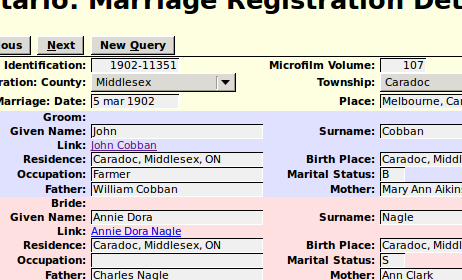 tario: Marriage Registration Det
ous Next New Query
Identification: 1902-11351 Microfilm Volume: 107
ration: County: Middlesex Township: Caradoc
Marriage: Date: 5 mar 1902 Place: Melbourne, Car
Groom:
Given Name: John Surname: Cobban
Link: John Cobban
Residence: Caradoc, Middlesex, ON Birth Place: Caradoc, Middl
Occupation: Farmer Marital Status: B
Father: William Cobban Mother: Mary Ann Aikin
Bride:
Given Name: Annie Dora Surname: Nagle
Link: Annie Dora Nagle
Residence: Caradoc, Middlesex, ON Birth Place: Caradoc, Middl
Occupation: Marital Status: S
Father: Charles Nagle Mother: Ann Clark